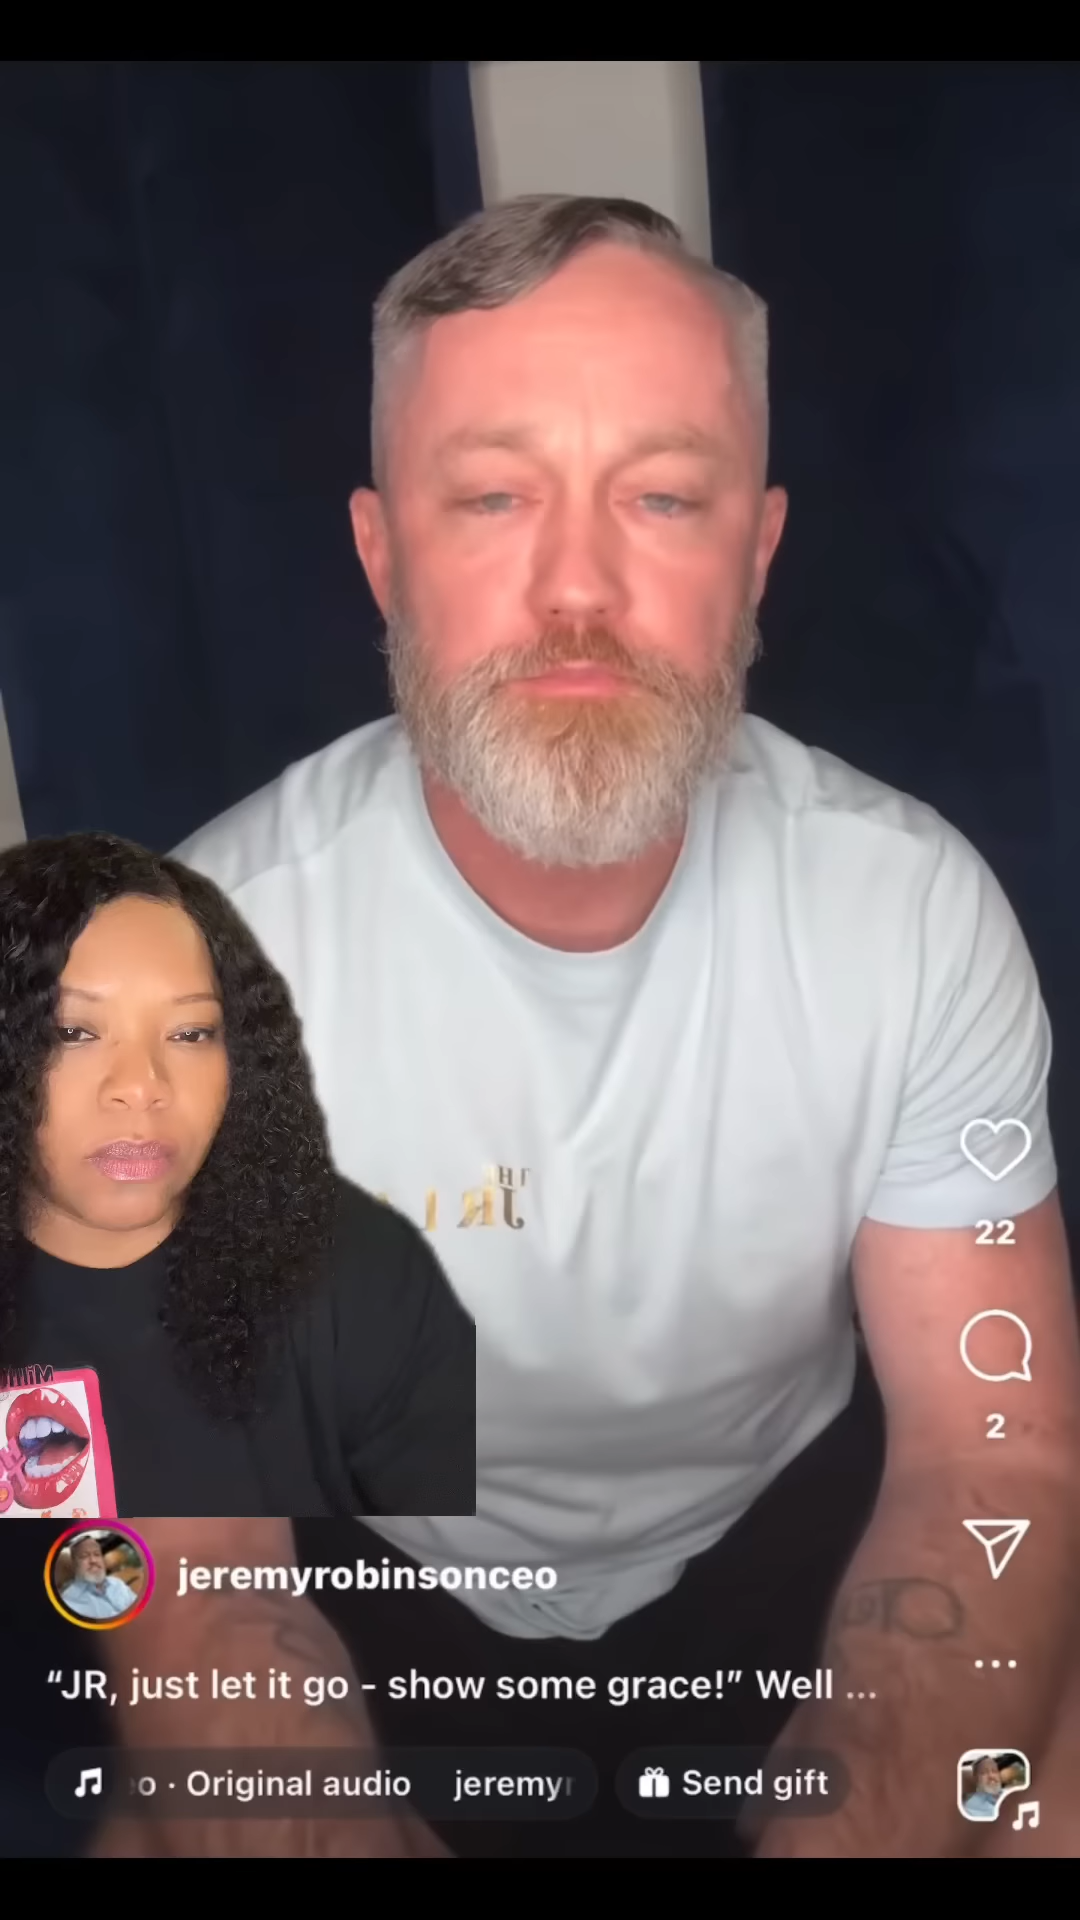 22
2
jeremyrobinsonceo
“JR, just let it go - show some grace!” Well ...
o · Original audio jeremy
Send gift